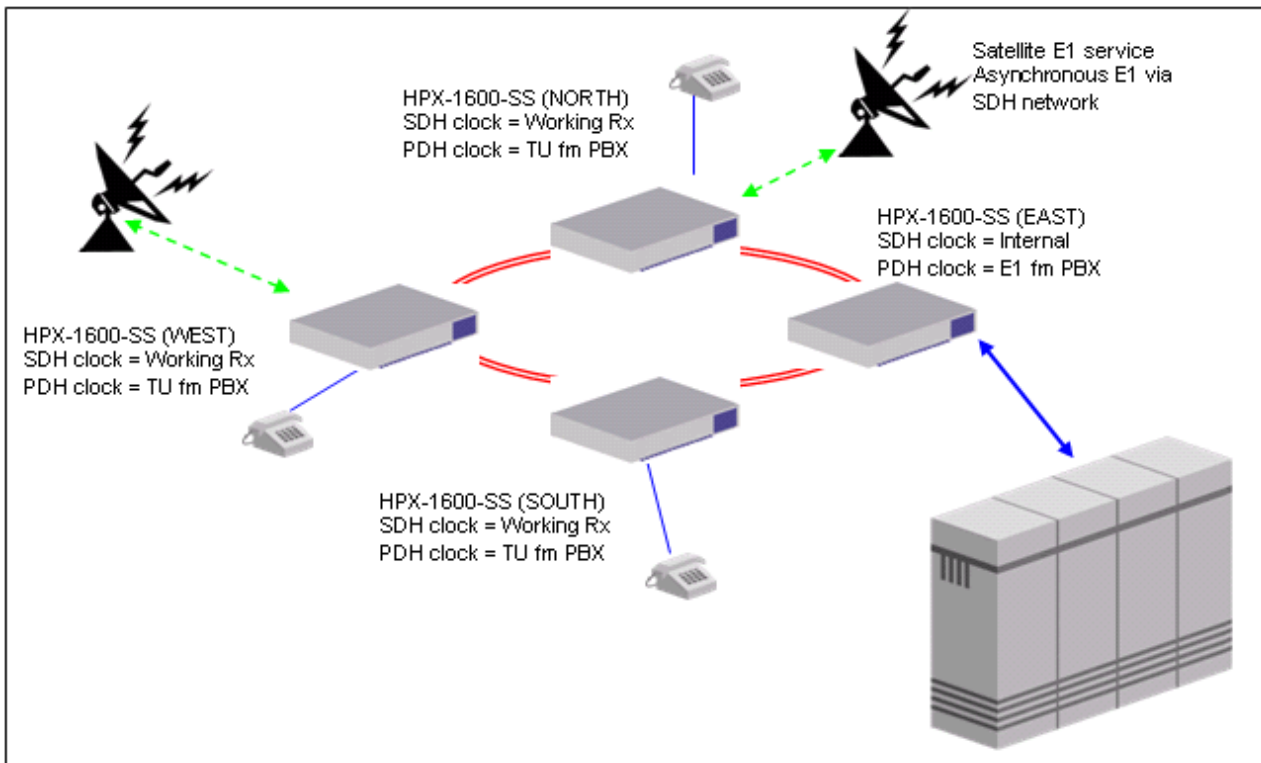 Satellite E1 service
Asynchronous E1 via
SDH network
HPX-1600-SS (NORTH)
SDH clock = Working Rx
PDH clock = TU fm PBX
HPX-1600-SS (EAST)
SDH clock = Internal
PDH clock = E1 fm PBX
HPX-1600-SS (WEST)
SDH clock = Working Rx
PDH clock = TU fm PBX
HPX-1600-SS (SOUTH)
SDH clock = Working Rx
PDH clock = TU fm PBX